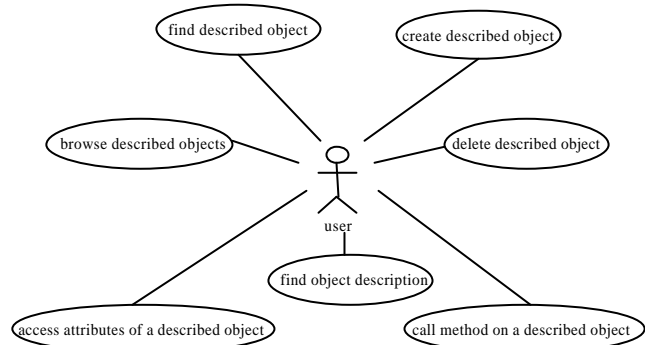 find described object
create described object
browse described objects
delete described object
user
find object description
access attributes of a described object
call method on a described object